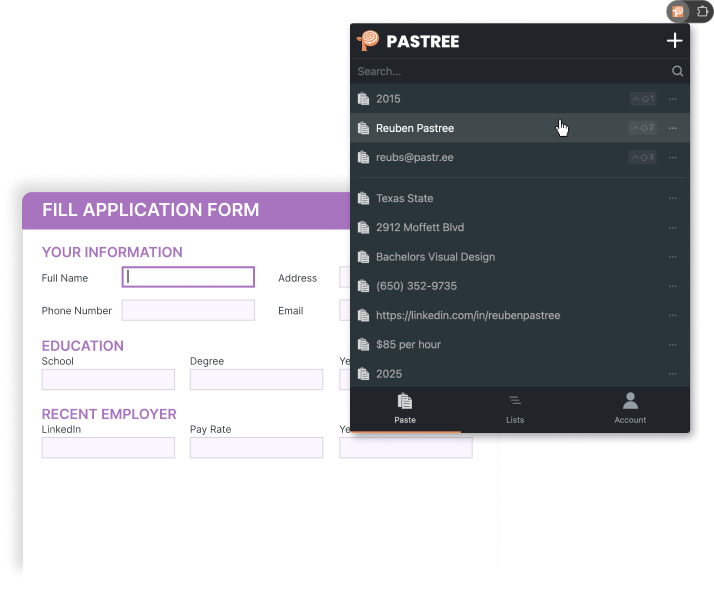 PASTREE
Search...
2015
^⇧1
Reuben Pastree
^⇧2
reubs@pastr.ee
^⇧3
Texas State
2912 Moffett Blvd
Bachelors Visual Design
(650) 352-9735
https://linkedin.com/in/reubenpastree
$85 per hour
2025
Paste
Lists
Account
FILL APPLICATION FORM
YOUR INFORMATION
Full Name
Address
Phone Number
Email
EDUCATION
School
Degree
Ye
RECENT EMPLOYER
LinkedIn
Pay Rate
Ye